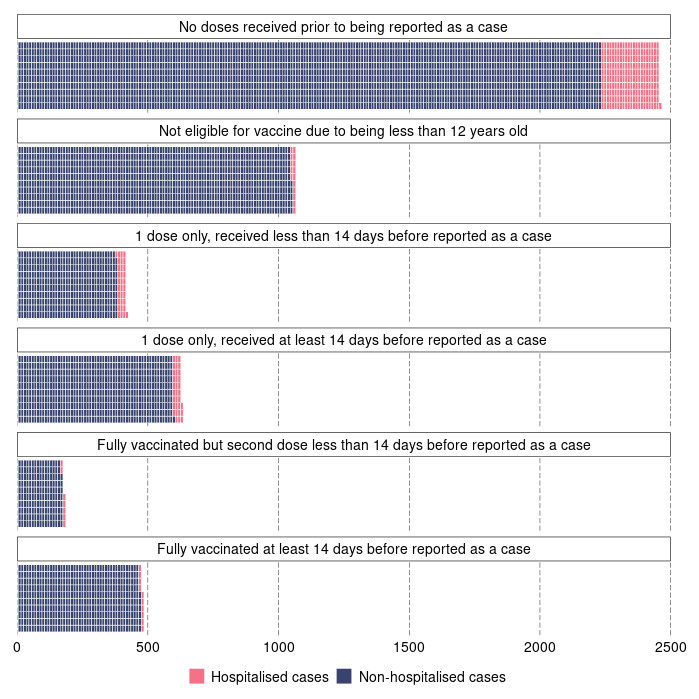 No doses received prior to being reported as a case
Not eligible for vaccine due to being less than 12 years old
1 dose only, received less than 14 days before reported as a case
1 dose only, received at least 14 days before reported as a case
Fully vaccinated but second dose less than 14 days before reported as a case
Fully vaccinated at least 14 days before reported as a case
0 500 1000 1500 2000 2500
Hospitalised cases Non-hospitalised cases